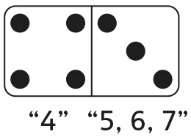 “4” “5, 6, 7”